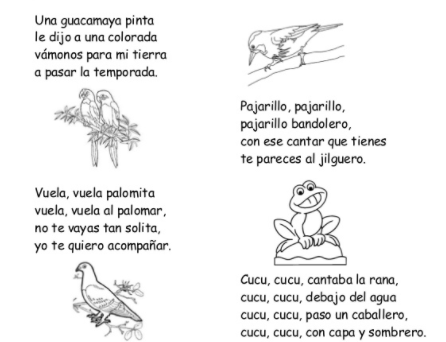 Una guacamaya pinta
le dijo a una colorada
vámonos para mi tierra
a pasar la temporada.
Vuela, vuela palomita
vuela, vuela al palomar,
no te vayas tan solita,
yo te quiero acompañar.
Pajarillo, pajarillo,
pajarillo bandolero,
con ese cantar que tienes
te pareces al jilguero.
Cucu, cucu, cantaba la rana,
cucu, cucu, debajo del agua
cucu, cucu, paso un caballero,
cucu, cucu, con capa y sombrero.